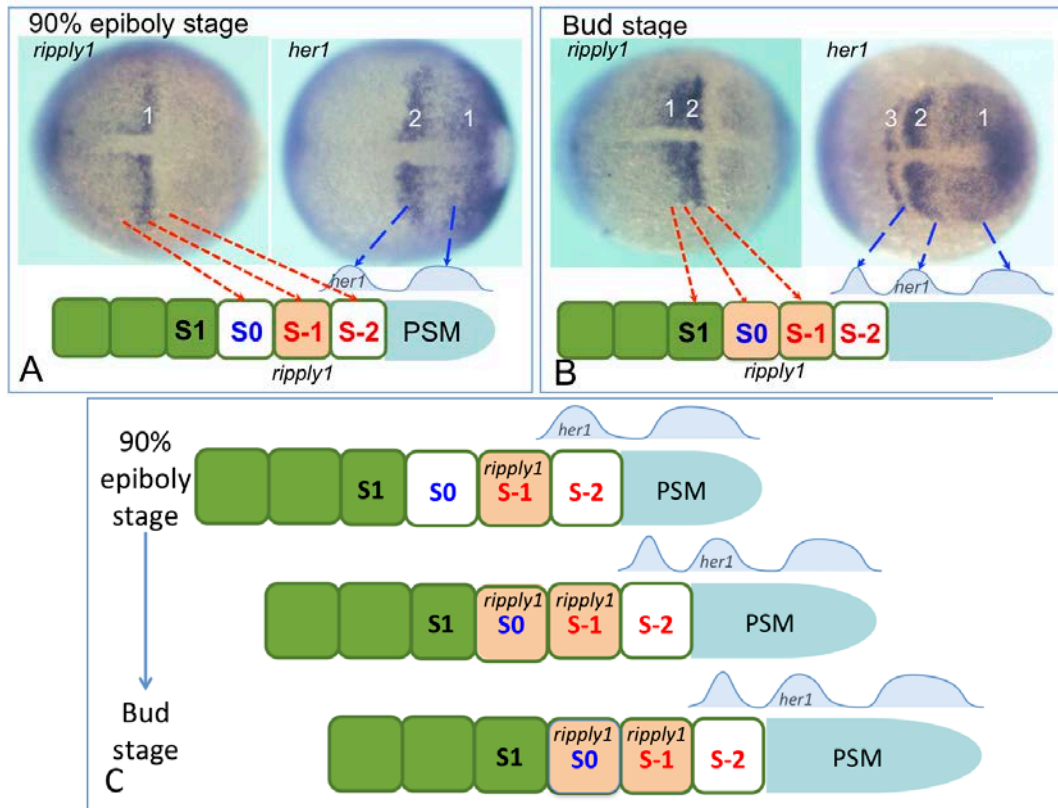 90% epiboly stage
ripply1
her1
1
2
1
her1
S1
S0
S-1
S-2
PSM
A
ripply1
Bud stage
ripply1
her1
1
2
3
2
1
her1
S1
S0
S-1
S-2
B
ripply1
90%
epiboly
stage
her1
ripply1
S1
S0
S-1
S-2
PSM
her1
ripply1
ripply1
S1
S0
S-1
S-2
PSM
Bud
stage
her1
ripply1
ripply1
S1
S0
S-1
S-2
PSM
C